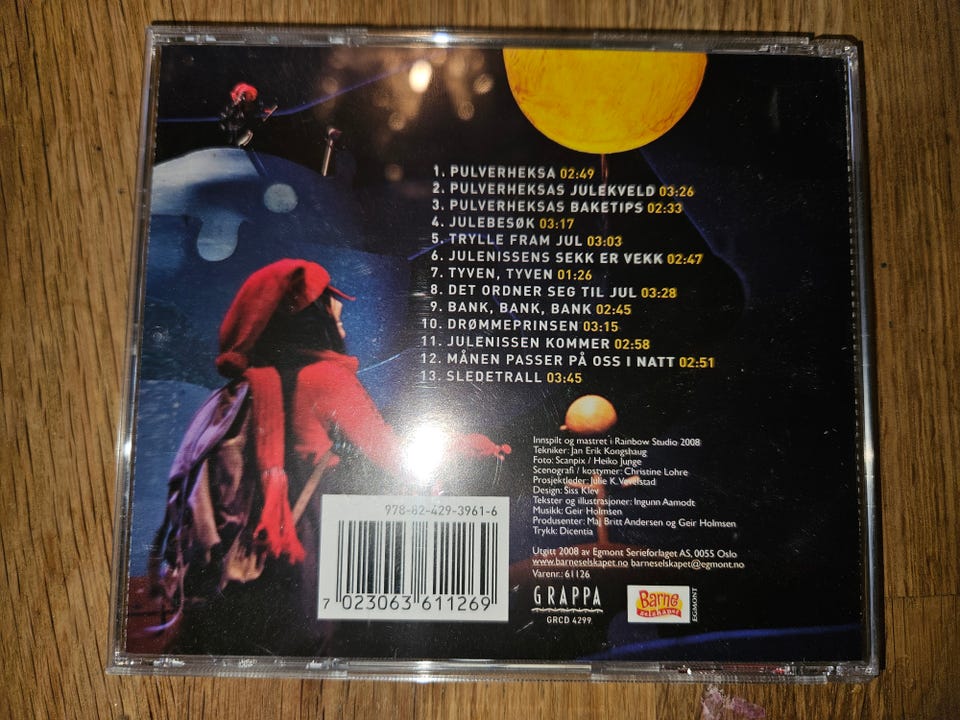 1. PULVERHEKSA 02:49
2. PULVERHEKSAS JULEKVELD 03:26
3. PULVERHEKSAS BAKETIPS 02:33
4. JULEBESØK 03:17
5. TRYLLE FRAM JUL 03:03
6. JULENISSENS SEKK ER VEKK 02:47
7. TYVEN, TYVEN 01:26
8. DET ORDNER SEG TIL JUL 03:28
9. BANK, BANK, BANK 02:45
10. DRØMMEPRINSEN 03:15
11. JULENISSEN KOMMER 02:58
12. MÅNEN PASSER PÅ OSS I NATT 02:51
13. SLEDETRALL 03:45
Innspilt og mastret i Rainbow Studio 2008
Tekniker: Jan Erik Kongshaug
Foto: Scanpix / Heiko Junge
Scenografi / kostymer: Christine Lohre
Prosjektleder: Julie K. Vevelstad
Design: Siss Klev
Tekster og illustrasjoner: Ingunn Aamodt
Musikk: Geir Holmsen
Produsenter: Maj Britt Andersen og Geir Holmsen
Trykk: Dicentia
Utgitt 2008 av Egmont Serieforlaget AS, 0055 Oslo
www.barneselskapet.no barneselskapet@egmont.no
Varenr.: 61126
978-82-429-3961-6
7 023063 611269
GRAPPA
GRCD 4299
Barne
selskapet
EGMONT